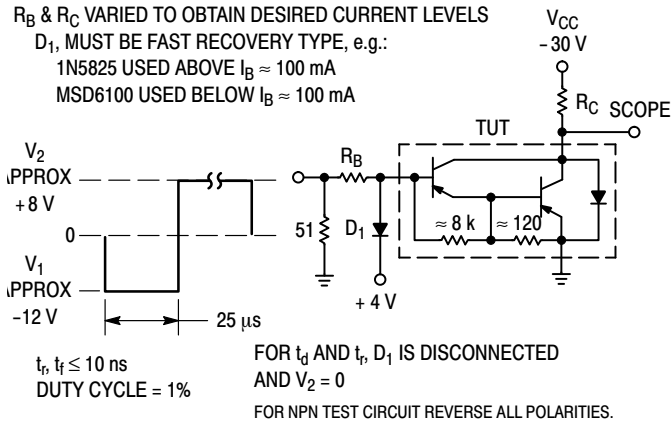 R_B & R_C VARIED TO OBTAIN DESIRED CURRENT LEVELS
D_1, MUST BE FAST RECOVERY TYPE, e.g.:
1N5825 USED ABOVE I_B ≈ 100 mA
MSD6100 USED BELOW I_B ≈ 100 mA
V_CC
-30 V
R_C
SCOPE
TUT
V_2
APPROX
+8 V
0
V_1
APPROX
-12 V
25 μs
R_B
51
D_1
+ 4 V
≈ 8 k
≈ 120
t_r, t_f ≤ 10 ns
DUTY CYCLE = 1%
FOR t_d AND t_r, D_1 IS DISCONNECTED
AND V_2 = 0
FOR NPN TEST CIRCUIT REVERSE ALL POLARITIES.